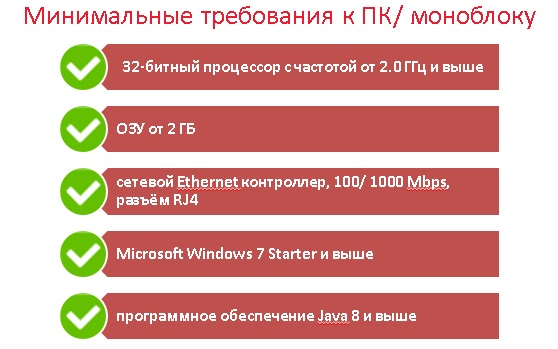 Минимальные требования к ПК/ моноблоку
32-битный процессор с частотой от 2.0 ГГц и выше
ОЗУ от 2 ГБ
сетевой Ethernet контроллер, 100/ 1000 Mbps,
разъём RJ4
Microsoft Windows 7 Starter и выше
программное обеспечение Java 8 и выше